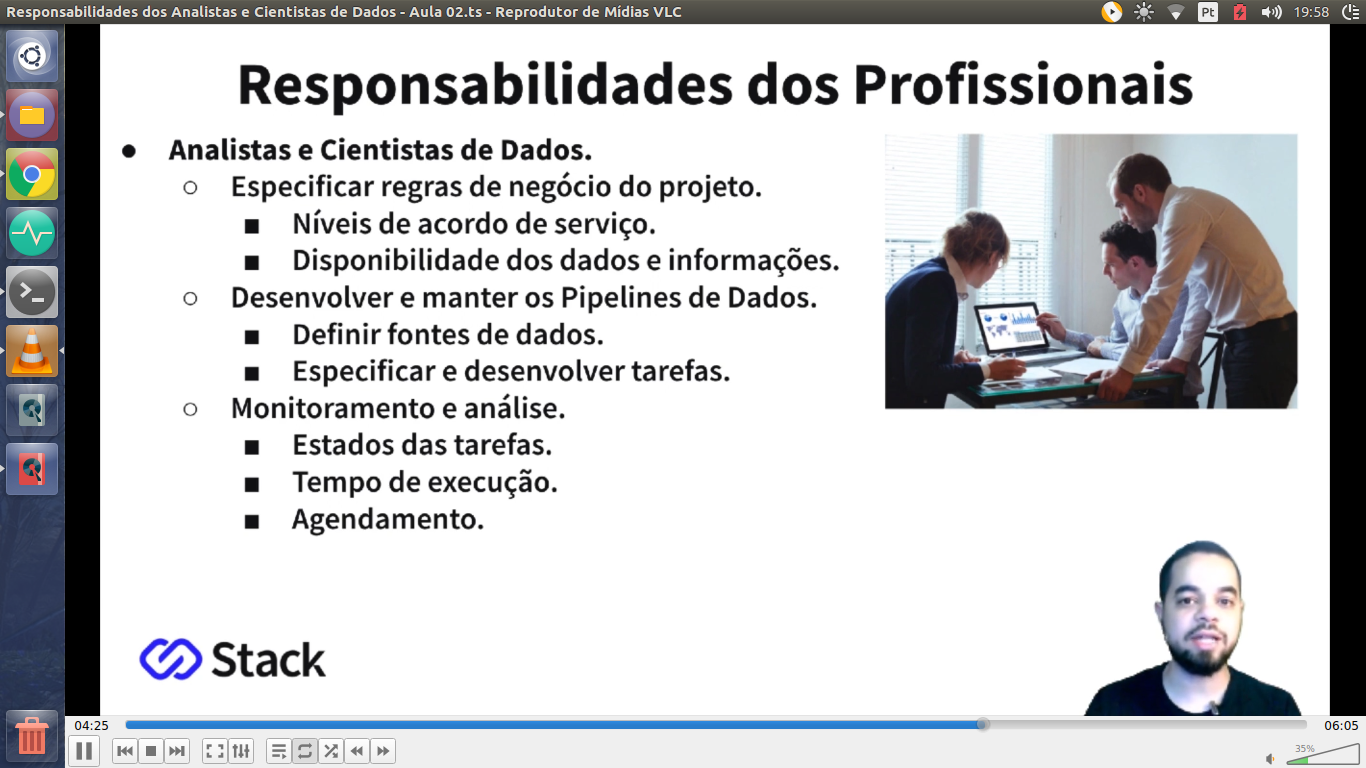 Responsabilidades dos Analistas e Cientistas de Dados - Aula 02.ts - Reprodutor de Mídias VLC
Pt
19:58
Responsabilidades dos Profissionais
● Analistas e Cientistas de Dados.
○ Especificar regras de negócio do projeto.
■ Níveis de acordo de serviço.
■ Disponibilidade dos dados e informações.
○ Desenvolver e manter os Pipelines de Dados.
■ Definir fontes de dados.
■ Especificar e desenvolver tarefas.
○ Monitoramento e análise.
■ Estados das tarefas.
■ Tempo de execução.
■ Agendamento.
Stack
04:25
06:05
35%